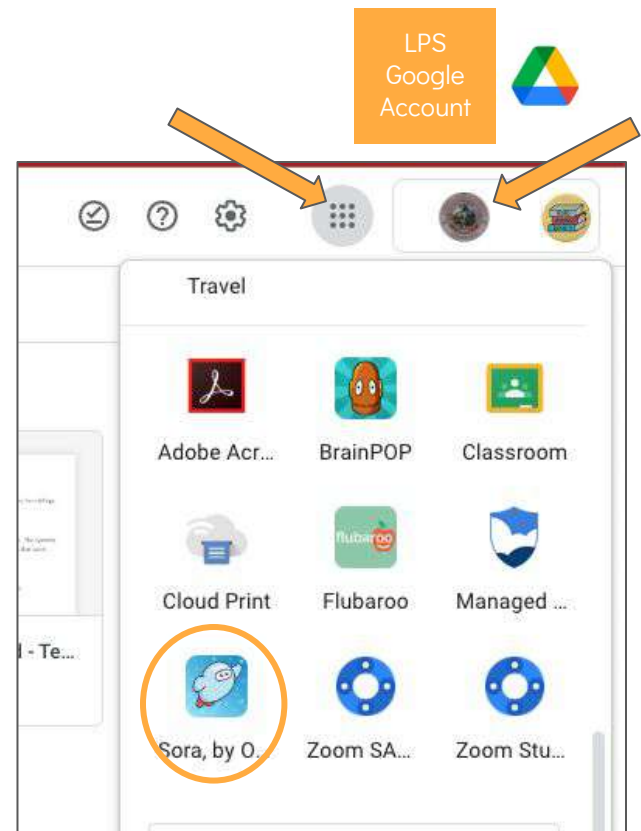 LPS
Google
Account
Travel
Adobe Acr...
BrainPOP
Classroom
flubaroo
Cloud Print
Flubaroo
Managed ...
d - Te...
Sora, by O...
Zoom SA...
Zoom Stu...